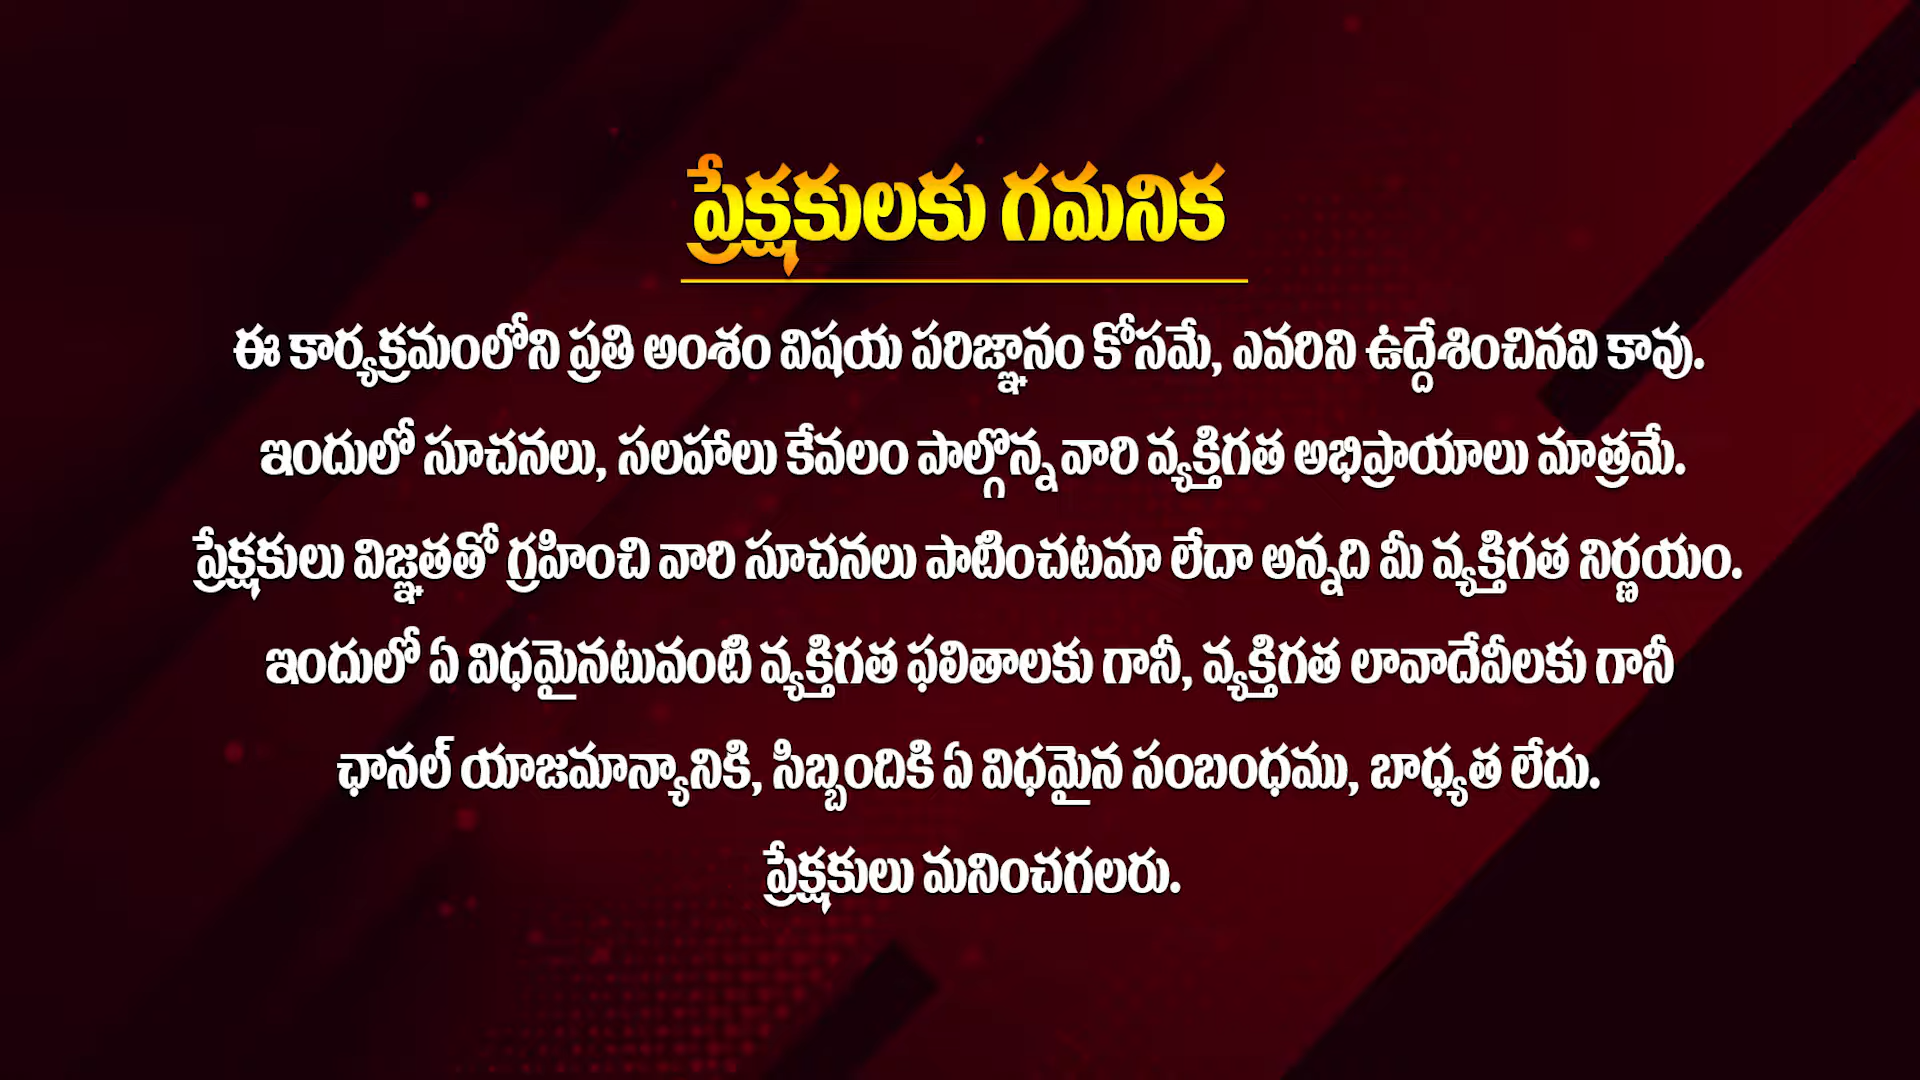 ప్రేక్షకులకు గమనిక
ఈ కార్యక్రమంలోని ప్రతి అంశం విషయ పరిజ్ఞానం కోసమే, ఎవరిని ఉద్దేశించినవి కావు.
ఇందులో సూచనలు, సలహాలు కేవలం పాల్గొన్న వారి వ్యక్తిగత అభిప్రాయాలు మాత్రమే.
ప్రేక్షకులు విజ్ఞతతో గ్రహించి వారి సూచనలు పాటించటమా లేదా అన్నది మీ వ్యక్తిగత నిర్ణయం.
ఇందులో ఏ విధమైనటువంటి వ్యక్తిగత ఫలితాలకు గానీ, వ్యక్తిగత లావాదేవీలకు గానీ
ఛానల్ యాజమాన్యానికి, సిబ్బందికి ఏ విధమైన సంబంధము, బాధ్యత లేదు.
ప్రేక్షకులు మనించగలరు.